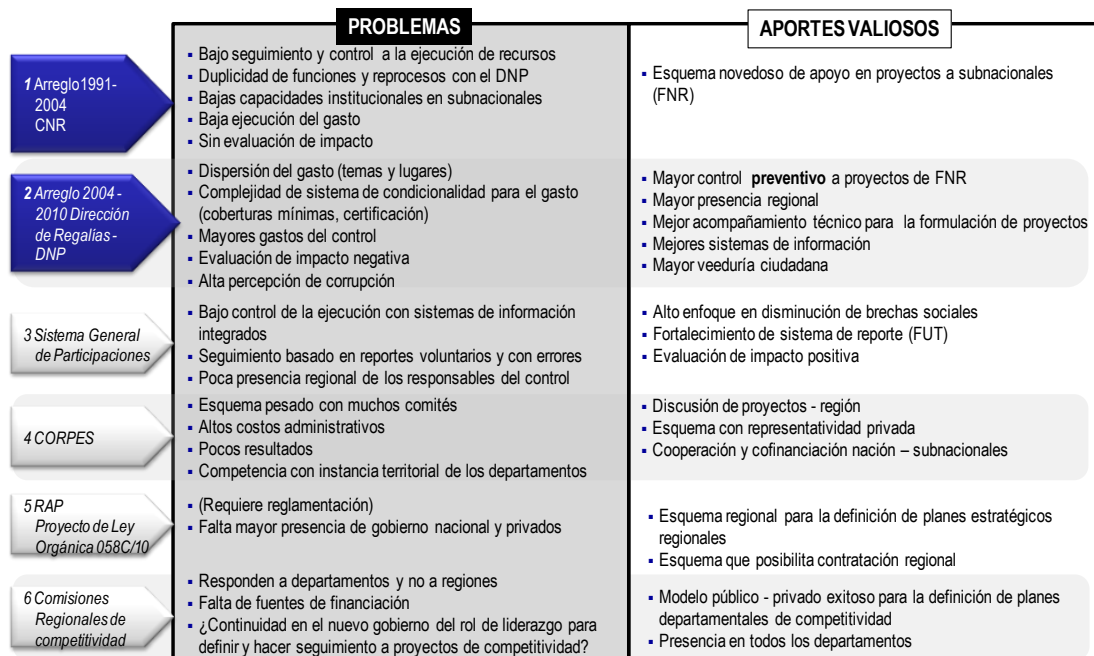 PROBLEMAS
APORTES VALIOSOS
1 Arreglo1991-
2004
CNR
▪ Bajo seguimiento y control a la ejecución de recursos
▪ Duplicidad de funciones y reprocesos con el DNP
▪ Bajas capacidades institucionales en subnacionales
▪ Baja ejecución del gasto
▪ Sin evaluación de impacto
▪ Esquema novedoso de apoyo en proyectos a subnacionales
(FNR)
2 Arreglo 2004 -
2010 Dirección
de Regalías -
DNP
▪ Dispersión del gasto (temas y lugares)
▪ Complejidad de sistema de condicionalidad para el gasto
(coberturas mínimas, certificación)
▪ Mayores gastos del control
▪ Evaluación de impacto negativa
▪ Alta percepción de corrupción
▪ Mayor control preventivo a proyectos de FNR
▪ Mayor presencia regional
▪ Mejor acompañamiento técnico para la formulación de proyectos
▪ Mejores sistemas de información
▪ Mayor veeduría ciudadana
3 Sistema General
de Participaciones
▪ Bajo control de la ejecución con sistemas de información
integrados
▪ Seguimiento basado en reportes voluntarios y con errores
▪ Poca presencia regional de los responsables del control
▪ Alto enfoque en disminución de brechas sociales
▪ Fortalecimiento de sistema de reporte (FUT)
▪ Evaluación de impacto positiva
4 CORPES
▪ Esquema pesado con muchos comités
▪ Altos costos administrativos
▪ Pocos resultados
▪ Competencia con instancia territorial de los departamentos
▪ Discusión de proyectos - región
▪ Esquema con representatividad privada
▪ Cooperación y cofinanciación nación – subnacionales
5 RAP
Proyecto de Ley
Orgánica 058C/10
▪ (Requiere reglamentación)
▪ Falta mayor presencia de gobierno nacional y privados
▪ Esquema regional para la definición de planes estratégicos
regionales
▪ Esquema que posibilita contratación regional
6 Comisiones
Regionales de
competitividad
▪ Responden a departamentos y no a regiones
▪ Falta de fuentes de financiación
▪ ¿Continuidad en el nuevo gobierno del rol de liderazgo para
definir y hacer seguimiento a proyectos de competitividad?
▪ Modelo público - privado exitoso para la definición de planes
departamentales de competitividad
▪ Presencia en todos los departamentos